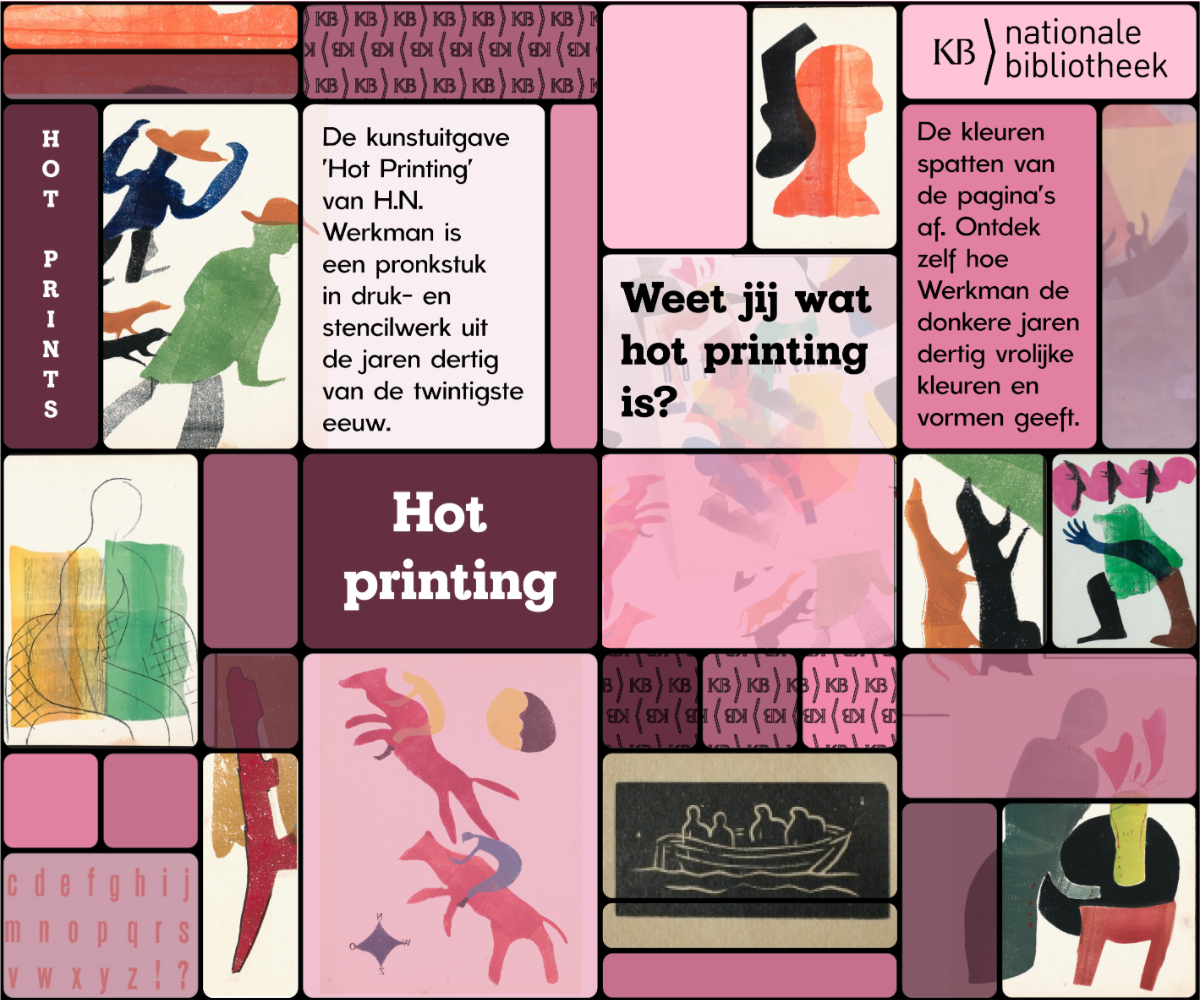 KB
nationale
bibliotheek
HOT PRINTS
De kunstuitgave
'Hot Printing'
van H.N.
Werkman is
een pronkstuk
in druk- en
stencilwerk uit
de jaren dertig
van de twintigste
eeuw.
Weet jij wat
hot printing
is?
De kleuren
spatten van
de pagina's
af. Ontdek
zelf hoe
Werkman de
donkere jaren
dertig vrolijke
kleuren en
vormen geeft.
Hot
printing
KB KB KB KB KB KB KB KB
KB KB
c d e f g h i j
m n o p q r s
v w x y z ! ?
N
O W
Z